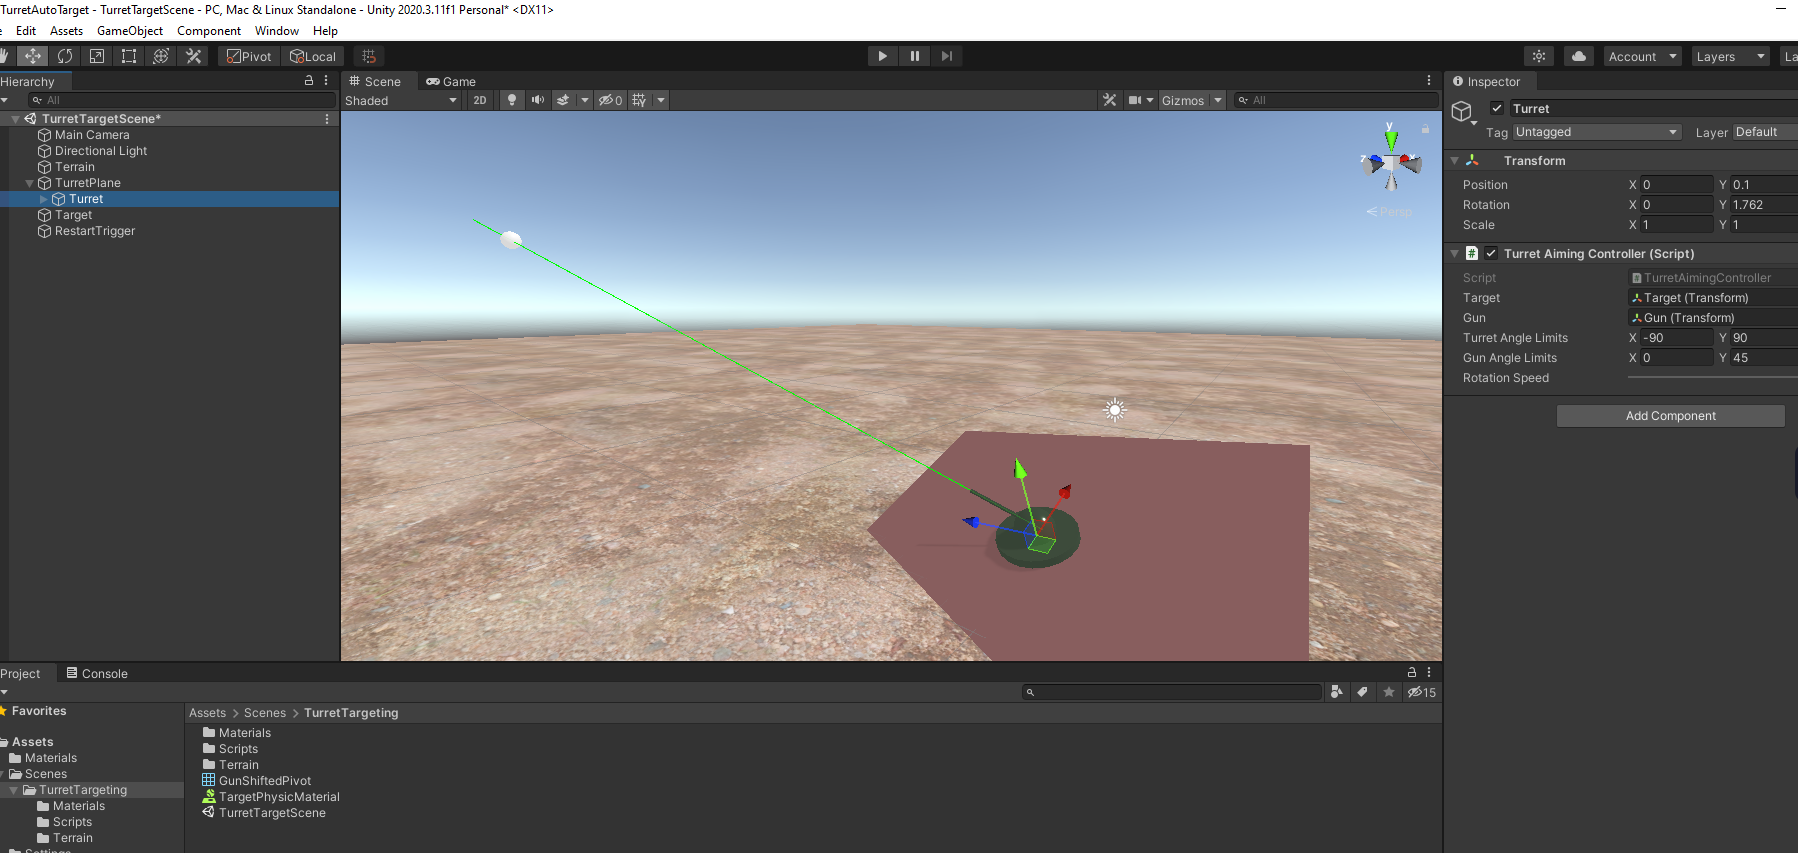 TurretAutoTarget - TurretTargetScene - PC, Mac & Linux Standalone - Unity 2020.3.11f1 Personal* <DX11>
Edit Assets GameObject Component Window Help
Pivot Local Account Layers La
Hierarchy
All
TurretTargetScene*
Main Camera
Directional Light
Terrain
TurretPlane
Turret
Target
RestartTrigger
Scene Game
Shaded 2D 0 Gizmos All
y
z x
Persp
Inspector
Turret
Tag Untagged Layer Default
Transform
Position X 0 Y 0.1
Rotation X 0 Y 1.762
Scale X 1 Y 1
# Turret Aiming Controller (Script)
Script TurretAimingController
Target Target (Transform)
Gun Gun (Transform)
Turret Angle Limits X -90 Y 90
Gun Angle Limits X 0 Y 45
Rotation Speed
Add Component
Project Console
15
Favorites
Assets
Materials
Scenes
TurretTargeting
Materials
Scripts
Terrain
Settings
Assets > Scenes > TurretTargeting
Materials
Scripts
Terrain
GunShiftedPivot
TargetPhysicMaterial
TurretTargetScene